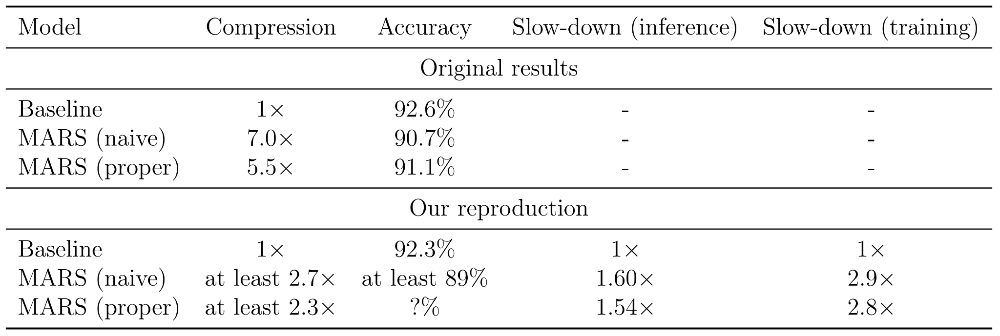 Model Compression Accuracy Slow-down (inference) Slow-down (training)
Original results
Baseline 1× 92.6% - -
MARS (naive) 7.0× 90.7% - -
MARS (proper) 5.5× 91.1% - -
Our reproduction
Baseline 1× 92.3% 1× 1×
MARS (naive) at least 2.7× at least 89% 1.60× 2.9×
MARS (proper) at least 2.3× ?% 1.54× 2.8×